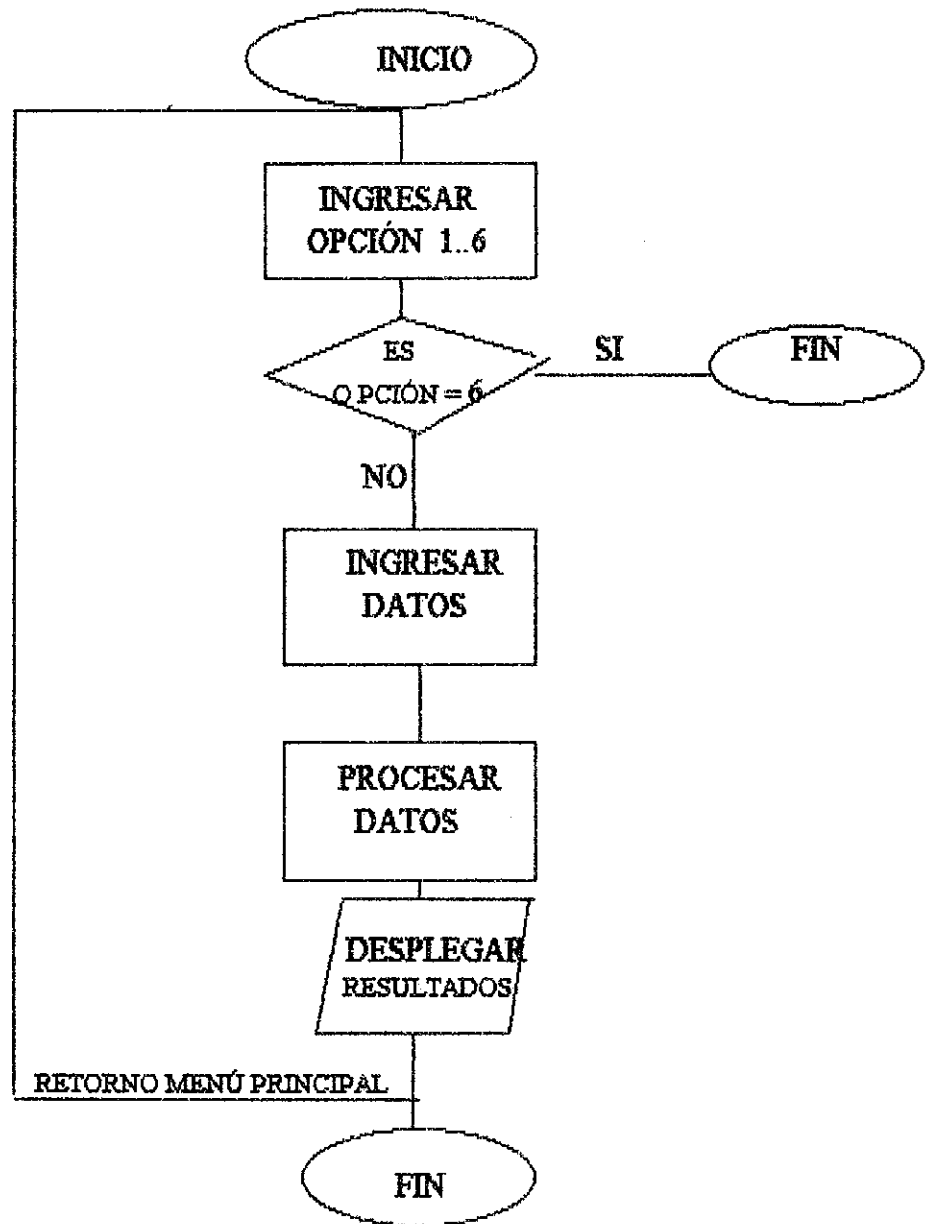 INICIO
INGRESAR
OPCIÓN 1..6
ES
O PCIÓN = 6
SI
FIN
NO
INGRESAR
DATOS
PROCESAR
DATOS
DESPLEGAR
RESULTADOS
RETORNO MENÚ PRINCIPAL
FIN